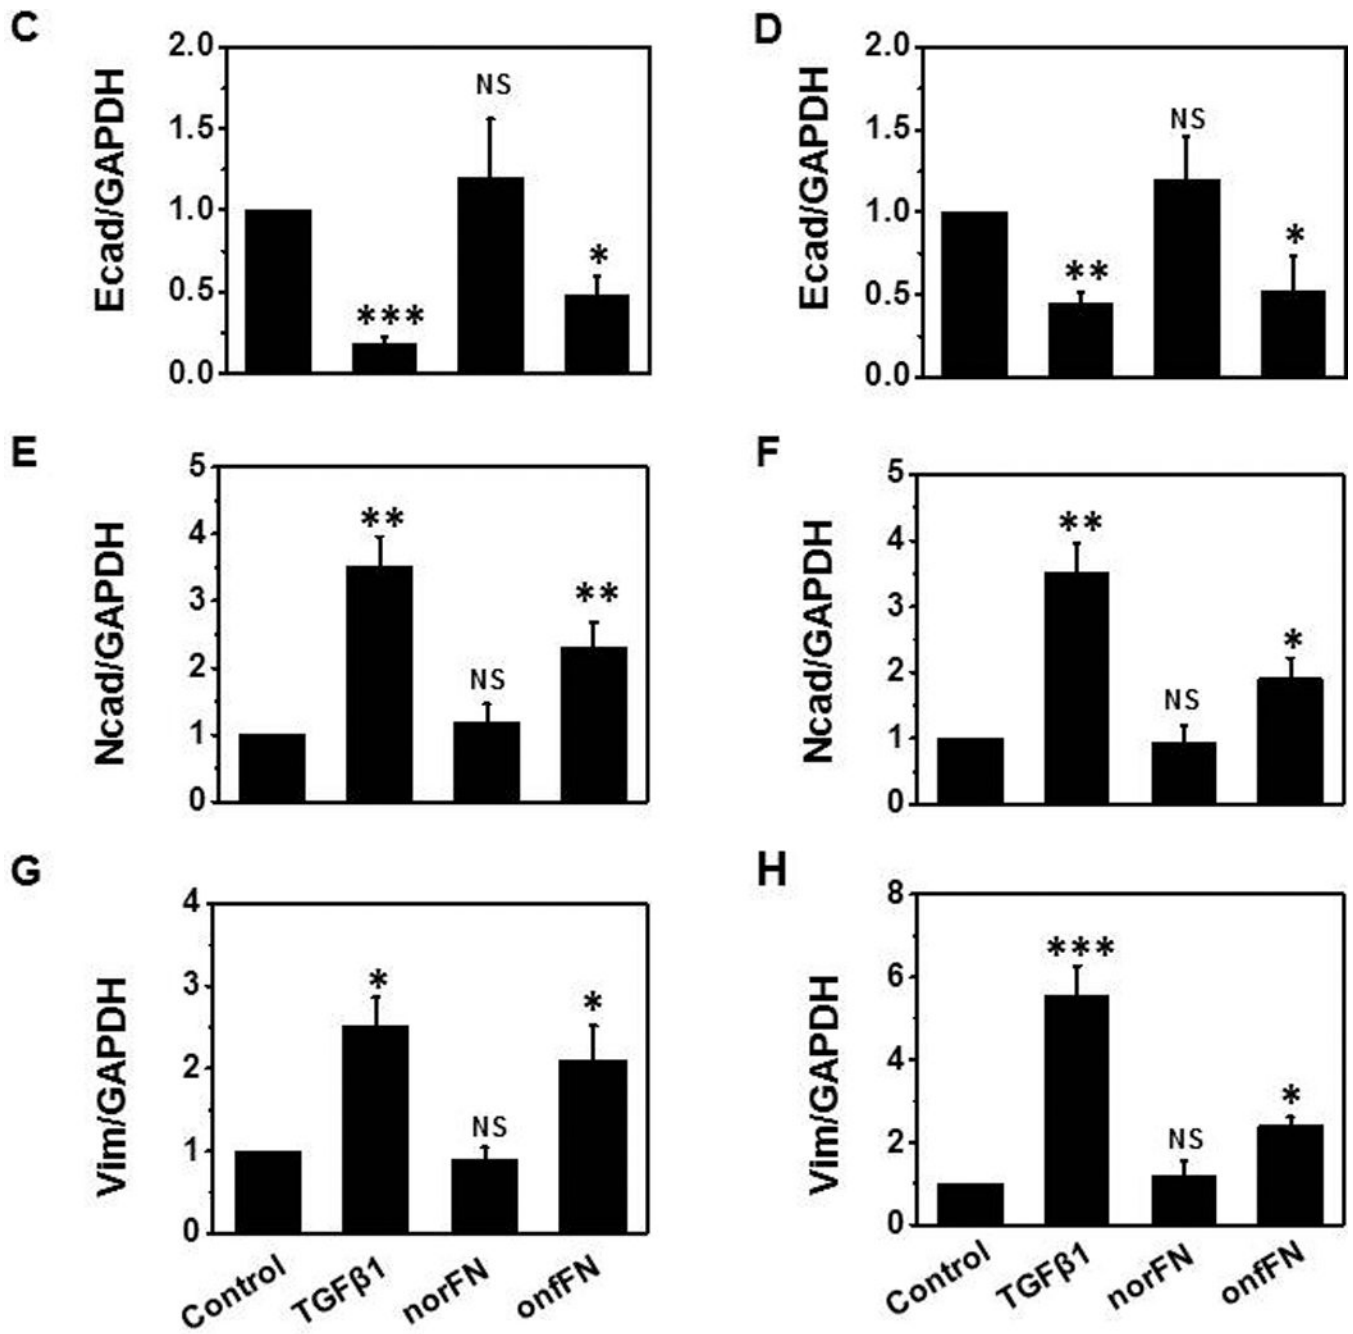 C
Ecad/GAPDH
2.0
1.5
1.0
0.5
0.0
***
NS
*
D
Ecad/GAPDH
2.0
1.5
1.0
0.5
0.0
**
NS
*
E
Ncad/GAPDH
5
4
3
2
1
0
**
NS
**
F
Ncad/GAPDH
5
4
3
2
1
0
**
NS
*
G
Vim/GAPDH
4
3
2
1
0
*
NS
*
Control
TGFβ1
norFN
onfFN
H
Vim/GAPDH
8
6
4
2
0
***
NS
*
Control
TGFβ1
norFN
onfFN